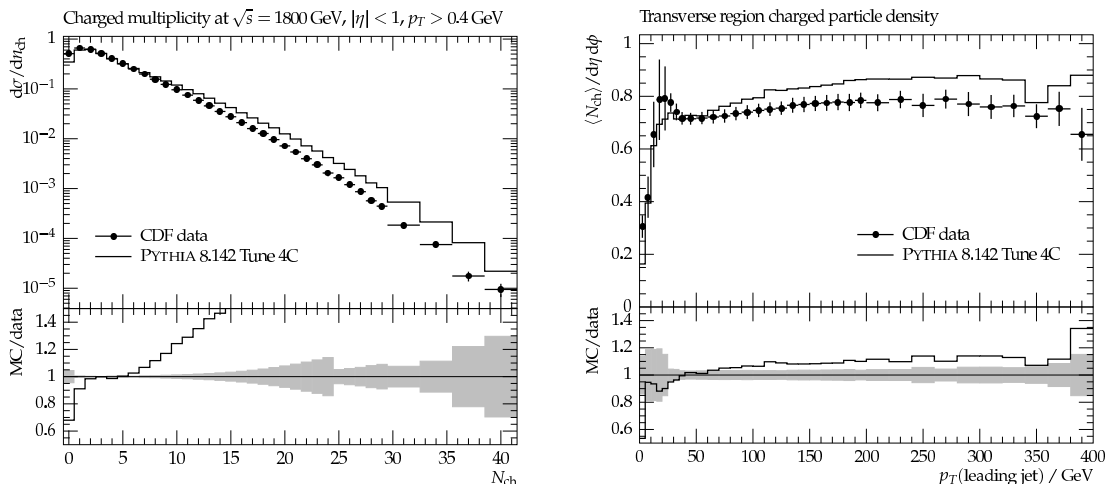 Charged multiplicity at √s = 1800 GeV, |η| < 1, p_T > 0.4 GeV
dσ/dn_ch
1
10⁻¹
10⁻²
10⁻³
10⁻⁴
10⁻⁵
CDF data
PYTHIA 8.142 Tune 4C
MC/data
1.4
1.2
1
0.8
0.6
0 5 10 15 20 25 30 35 40
N_ch
Transverse region charged particle density
⟨N_ch⟩/dη dϕ
1
0.8
0.6
0.4
0.2
0
CDF data
PYTHIA 8.142 Tune 4C
MC/data
1.4
1.2
1
0.8
0.6
0 50 100 150 200 250 300 350 400
p_T(leading jet) / GeV